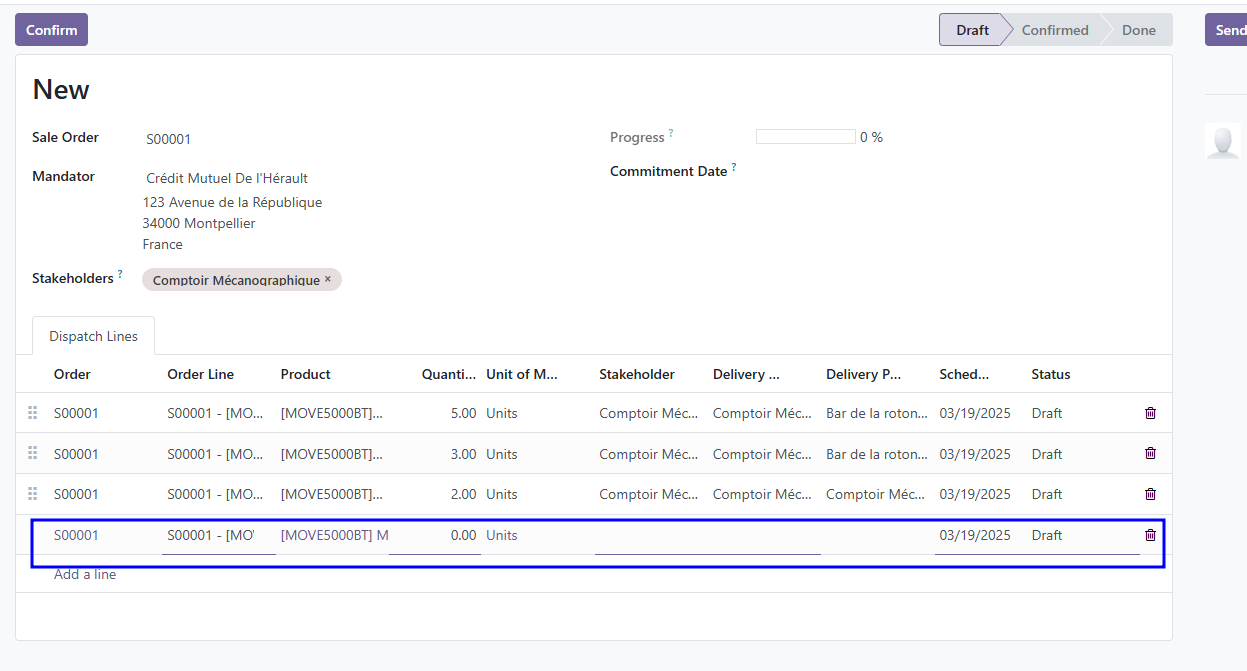 Confirm
Draft Confirmed Done
Send
New
Sale Order S00001
Progress ? 0 %
Mandator Crédit Mutuel De l'Hérault
Commitment Date ?
123 Avenue de la République
34000 Montpellier
France
Stakeholders ? Comptoir Mécanographique ×
Dispatch Lines
Order Order Line Product Quanti... Unit of M... Stakeholder Delivery ... Delivery P... Sched... Status
S00001 S00001 - [MO... [MOVE5000BT]... 5.00 Units Comptoir Méc... Comptoir Méc... Bar de la roton... 03/19/2025 Draft
S00001 S00001 - [MO... [MOVE5000BT]... 3.00 Units Comptoir Méc... Comptoir Méc... Bar de la roton... 03/19/2025 Draft
S00001 S00001 - [MO... [MOVE5000BT]... 2.00 Units Comptoir Méc... Comptoir Méc... Comptoir Méc... 03/19/2025 Draft
S00001 S00001 - [MO [MOVE5000BT] M 0.00 Units 03/19/2025 Draft
Add a line